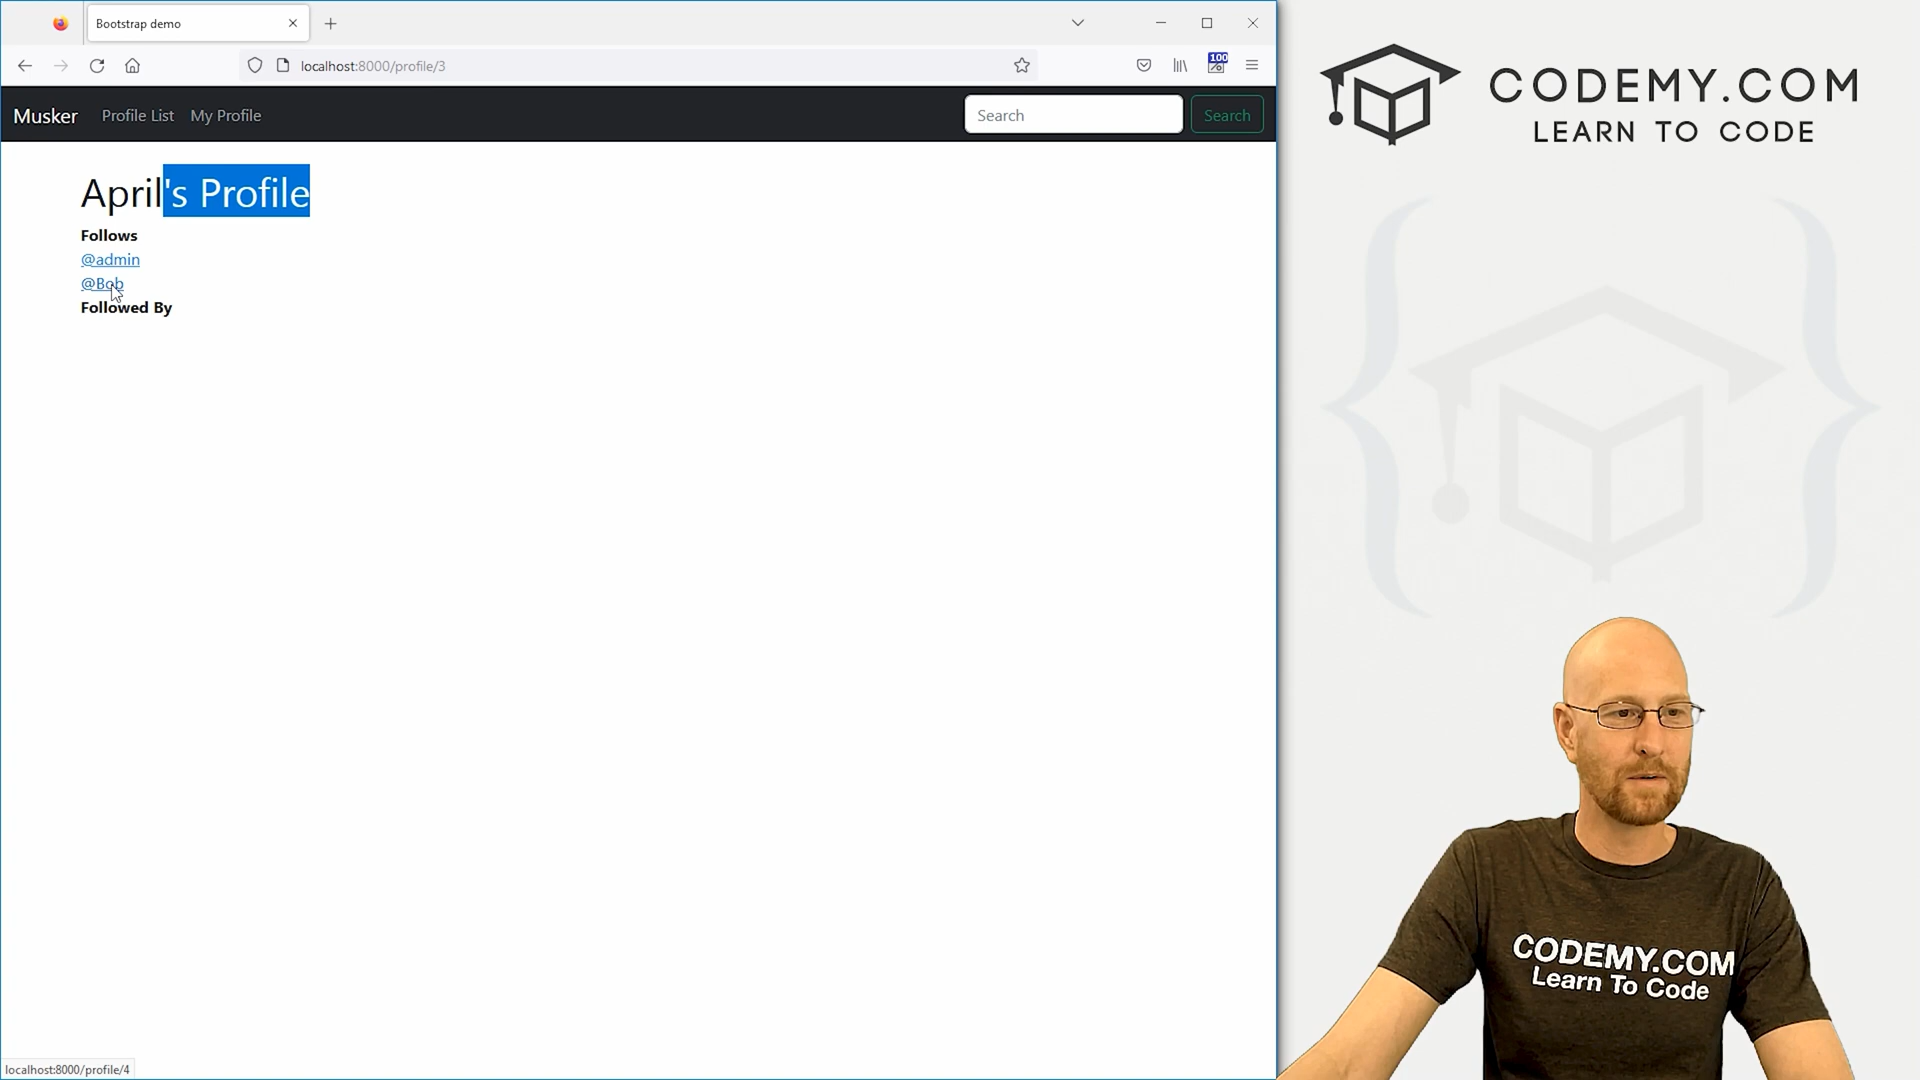 Bootstrap demo
localhost:8000/profile/3
100
Musker
Profile List
My Profile
Search
Search
April's Profile
Follows
@admin
@Bob
Followed By
localhost:8000/profile/4
CODEMY.COM
LEARN TO CODE
CODEMY.COM
Learn To Code